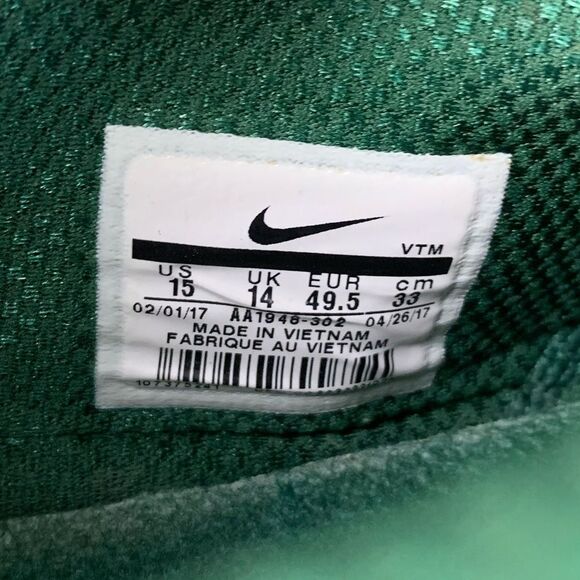 VTM
US UK EUR cm
15 14 49.5 33
02/01/17 AA1948-302 04/26/17
MADE IN VIETNAM
FABRIQUE AU VIETNAM